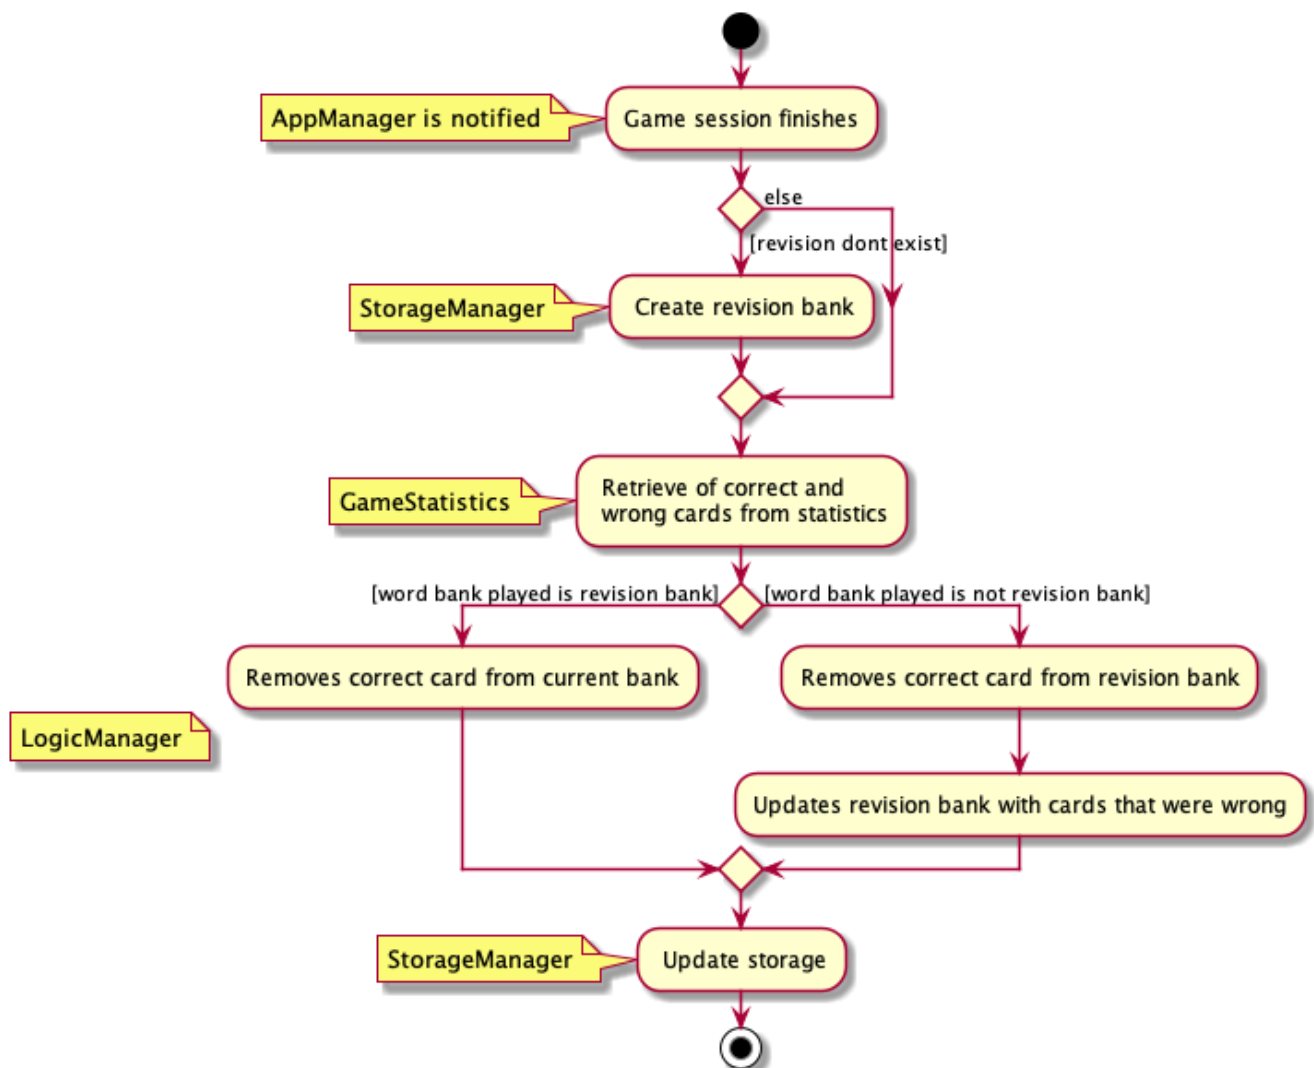 AppManager is notified
Game session finishes
else
[revision dont exist]
StorageManager
Create revision bank
GameStatistics
Retrieve of correct and
wrong cards from statistics
[word bank played is revision bank]
[word bank played is not revision bank]
Removes correct card from current bank
Removes correct card from revision bank
LogicManager
Updates revision bank with cards that were wrong
StorageManager
Update storage